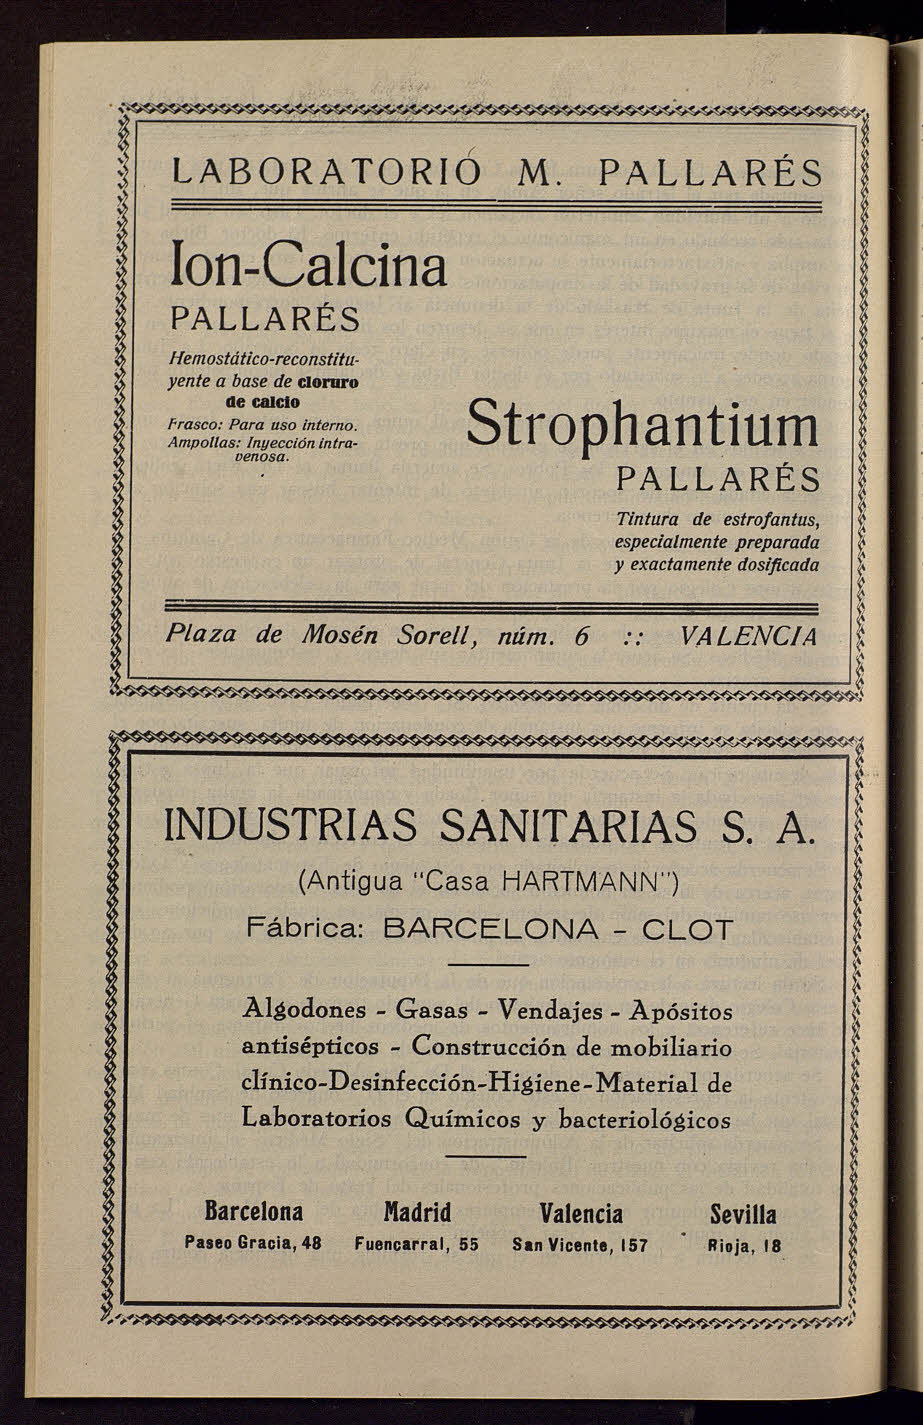 LABORATORIO M. PALLARÉS
Ion-Calcina
PALLARÉS
Hemostático-reconstitu-
yente a base de cloruro
de calcio
Frasco: Para uso interno.
Ampollas: Inyección intra-
venosa.
Strophantium
PALLARÉS
Tintura de estrofantus,
especialmente preparada
y exactamente dosificada
Plaza de Mosén Sorell, núm. 6 :: VALENCIA
INDUSTRIAS SANITARIAS S. A.
(Antigua "Casa HARTMANN")
Fábrica: BARCELONA - CLOT
Algodones - Gasas - Vendajes - Apósitos
antisépticos - Construcción de mobiliario
clínico-Desinfección-Higiene-Material de
Laboratorios Químicos y bacteriológicos
Barcelona Madrid Valencia Sevilla
Paseo Gracia, 48 Fuencarral, 55 San Vicente, 157 Rioja, 18